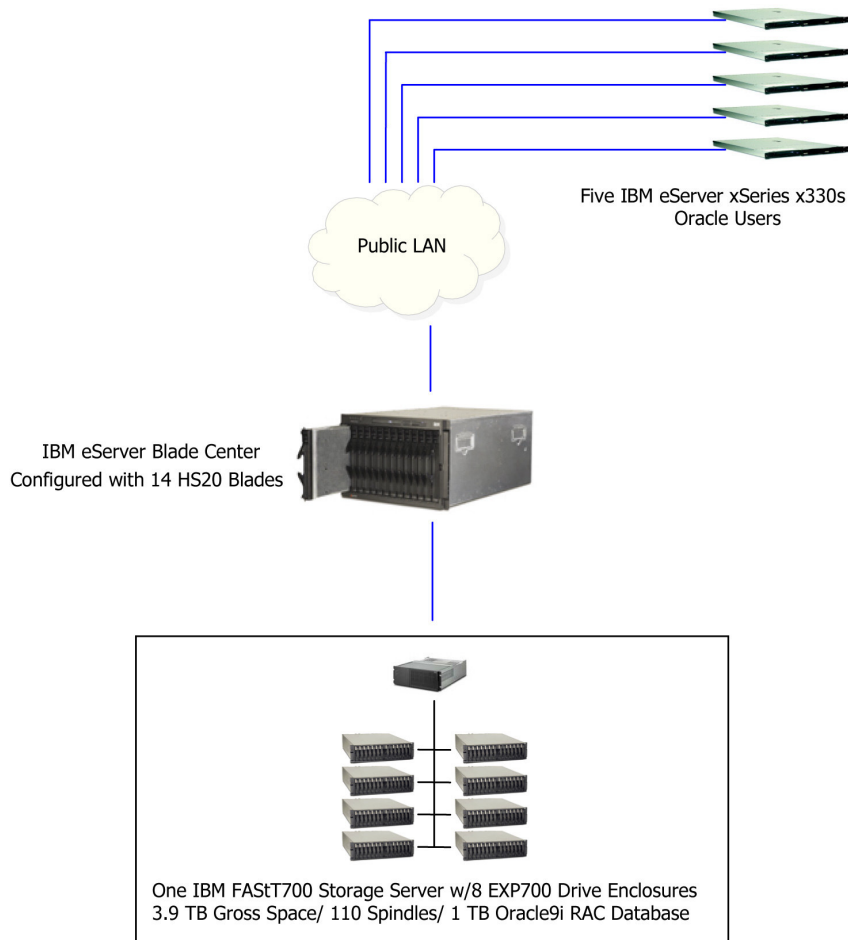 Five IBM eServer xSeries x330s
Oracle Users
Public LAN
IBM eServer Blade Center
Configured with 14 HS20 Blades
One IBM FAStT700 Storage Server w/8 EXP700 Drive Enclosures
3.9 TB Gross Space/ 110 Spindles/ 1 TB Oracle9i RAC Database